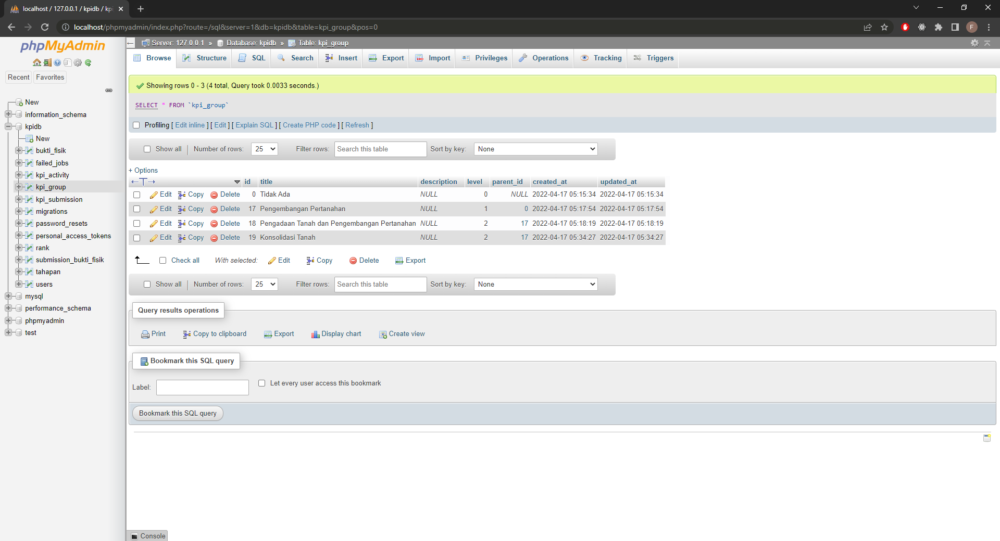 localhost / 127.0.0.1 / kpidb / kpi
localhost/phpmyadmin/index.php?route=/sql&server=1&db=kpidb&table=kpi_group&pos=0
F
phpMyAdmin
Recent Favorites
New
information_schema
kpidb
New
bukti_fisik
failed_jobs
kpi_activity
kpi_group
kpi_submission
migrations
password_resets
personal_access_tokens
rank
submission_bukti_fisik
tahapan
users
mysql
performance_schema
phpmyadmin
test
Server: 127.0.0.1 » Database: kpidb » Table: kpi_group
Browse Structure SQL Search Insert Export Import Privileges Operations Tracking Triggers
Showing rows 0 - 3 (4 total, Query took 0.0033 seconds.)
SELECT * FROM `kpi_group`
Profiling [ Edit inline ] [ Edit ] [ Explain SQL ] [ Create PHP code ] [ Refresh ]
Show all Number of rows: 25 Filter rows: Search this table Sort by key: None
+ Options
id title description level parent_id created_at updated_at
Edit Copy Delete 0 Tidak Ada NULL 0 NULL 2022-04-17 05:15:34 2022-04-17 05:15:34
Edit Copy Delete 17 Pengembangan Pertanahan NULL 1 0 2022-04-17 05:17:54 2022-04-17 05:17:54
Edit Copy Delete 18 Pengadaan Tanah dan Pengembangan Pertanahan NULL 2 17 2022-04-17 05:18:19 2022-04-17 05:18:19
Edit Copy Delete 19 Konsolidasi Tanah NULL 2 17 2022-04-17 05:34:27 2022-04-17 05:34:27
Check all With selected: Edit Copy Delete Export
Show all Number of rows: 25 Filter rows: Search this table Sort by key: None
Query results operations
Print Copy to clipboard Export Display chart Create view
Bookmark this SQL query
Label: Let every user access this bookmark
Bookmark this SQL query
Console